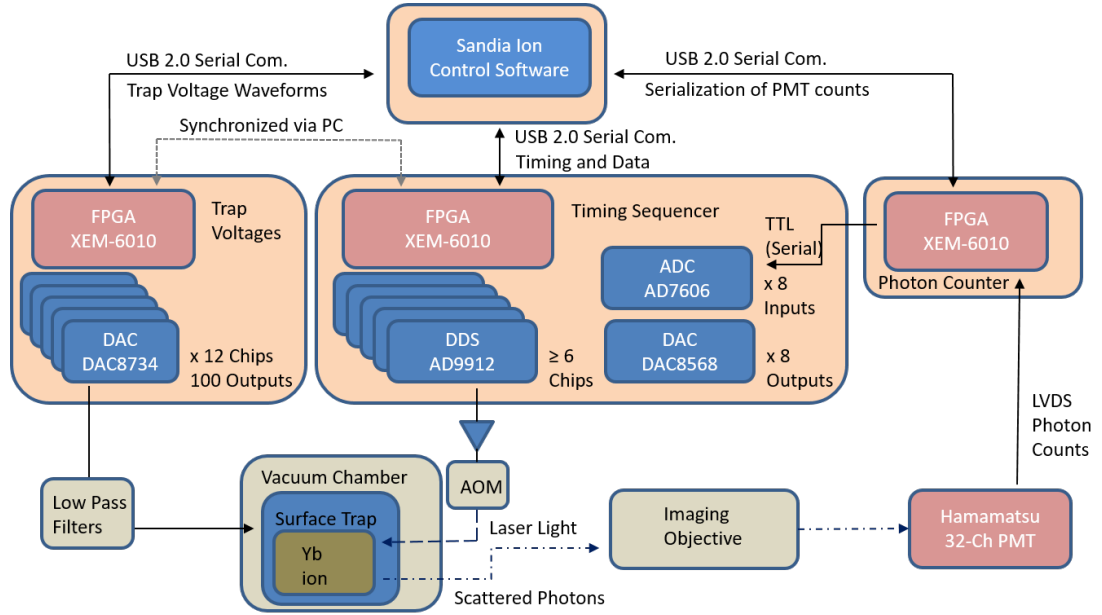 Sandia Ion
Control Software
USB 2.0 Serial Com.
Trap Voltage Waveforms
USB 2.0 Serial Com.
Serialization of PMT counts
Synchronized via PC
USB 2.0 Serial Com.
Timing and Data
FPGA
XEM-6010
Trap
Voltages
DAC
DAC8734
x 12 Chips
100 Outputs
FPGA
XEM-6010
Timing Sequencer
DDS
AD9912
≥ 6
Chips
ADC
AD7606
TTL
(Serial)
x 8
Inputs
DAC
DAC8568
x 8
Outputs
FPGA
XEM-6010
Photon Counter
LVDS
Photon
Counts
Low Pass
Filters
Vacuum Chamber
Surface Trap
Yb
ion
AOM
Laser Light
Scattered Photons
Imaging
Objective
Hamamatsu
32-Ch PMT